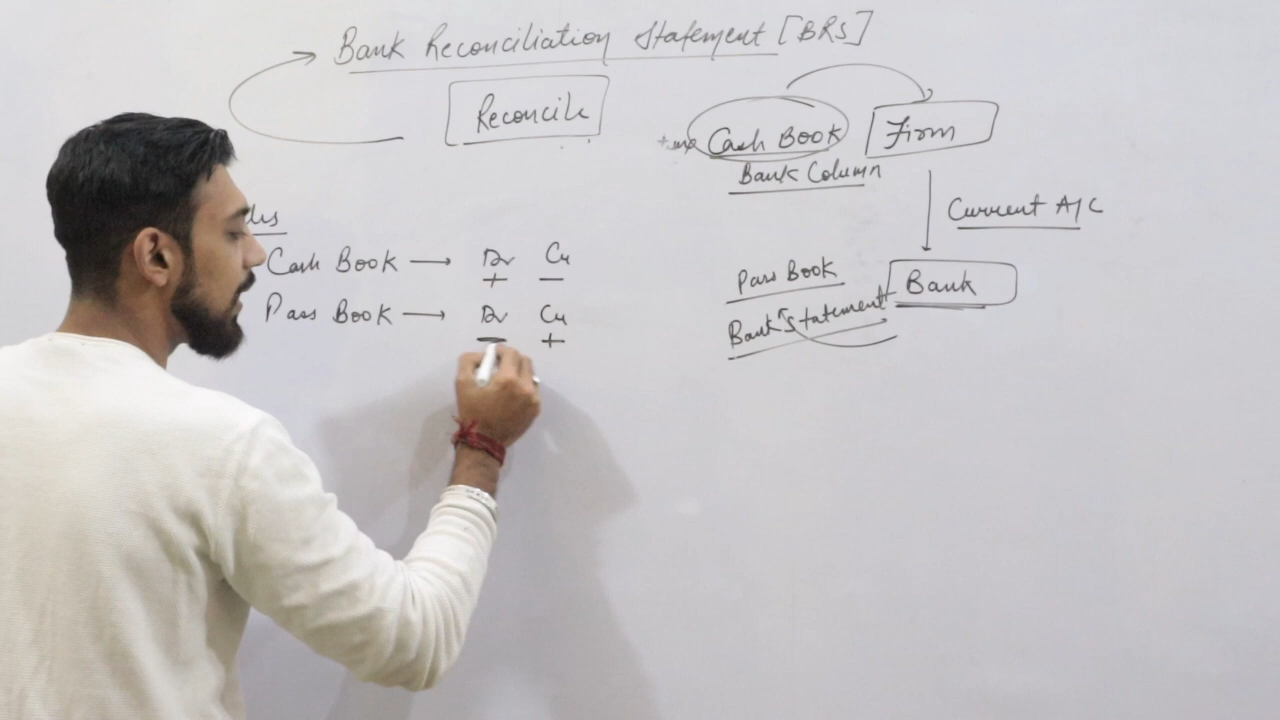 Bank Reconciliation Statement [BRS]
Reconcile
Cash Book Firm
Bank Column
Current A/C
Cash Book → Dr Cr
+ -
Pass Book → Dr Cr
- +
Pass Book
Bank Statement
Bank